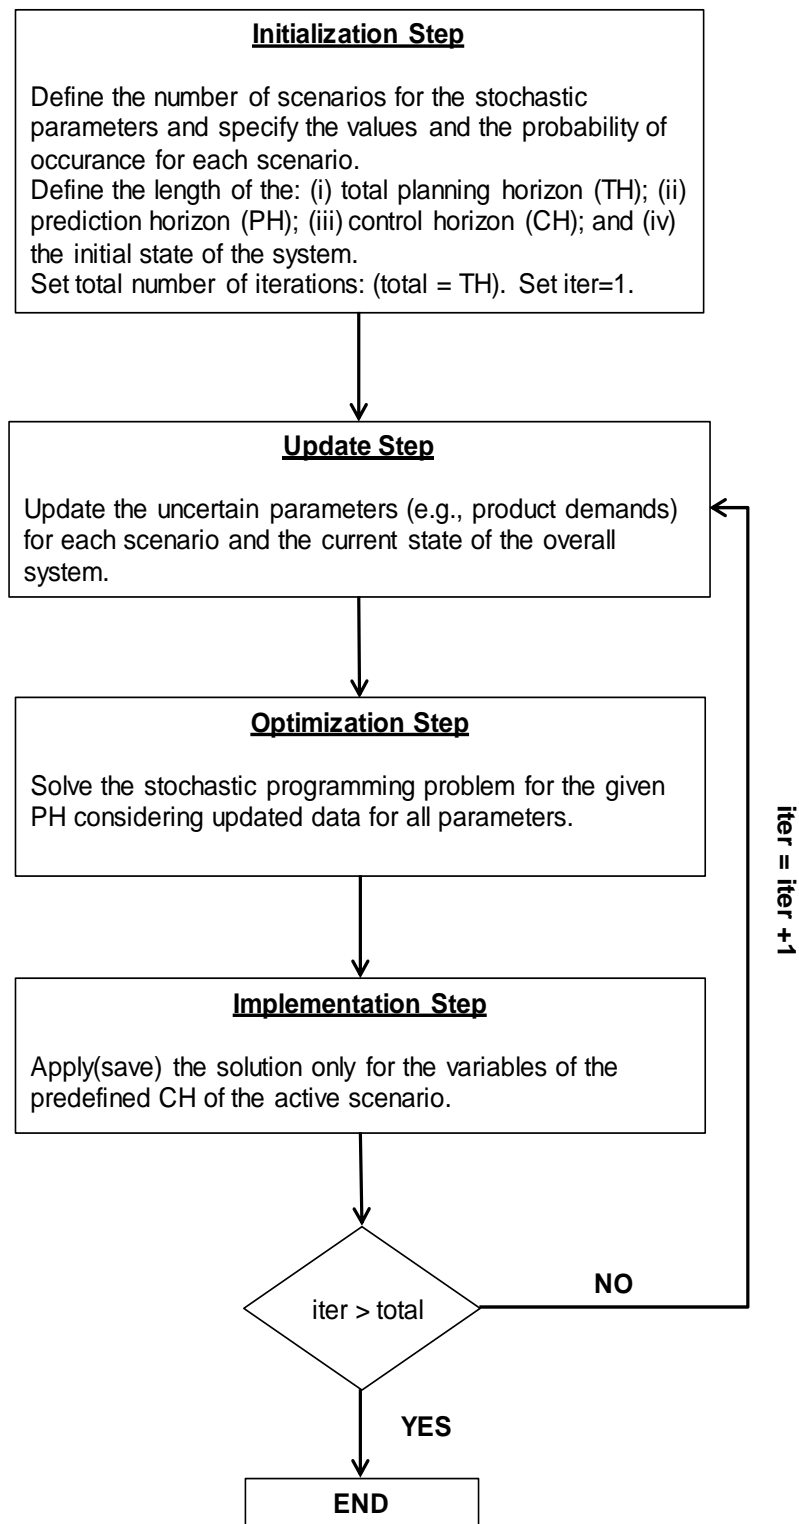 Initialization Step
Define the number of scenarios for the stochastic
parameters and specify the values and the probability of
occurance for each scenario.
Define the length of the: (i) total planning horizon (TH); (ii)
prediction horizon (PH); (iii) control horizon (CH); and (iv)
the initial state of the system.
Set total number of iterations: (total = TH). Set iter=1.
Update Step
Update the uncertain parameters (e.g., product demands)
for each scenario and the current state of the overall
system.
Optimization Step
Solve the stochastic programming problem for the given
PH considering updated data for all parameters.
iter = iter +1
Implementation Step
Apply(save) the solution only for the variables of the
predefined CH of the active scenario.
iter > total
NO
YES
END